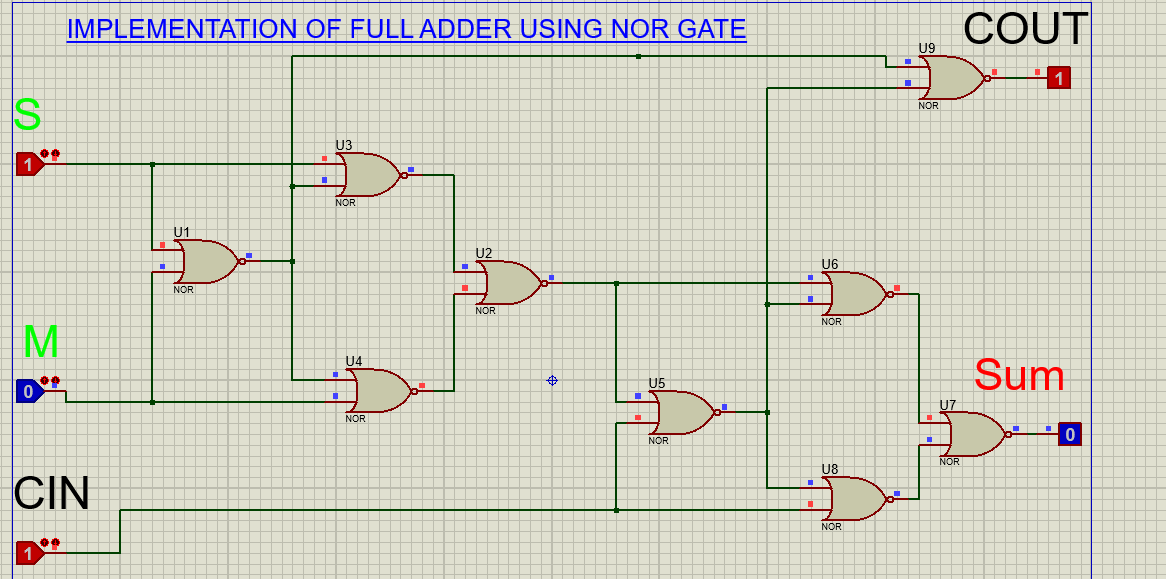 IMPLEMENTATION OF FULL ADDER USING NOR GATE
COUT
U9
1
NOR
S
1
U3
NOR
U1
NOR
U2
NOR
U6
NOR
M
0
U4
NOR
Sum
U5
NOR
U7
0
NOR
CIN
1
U8
NOR